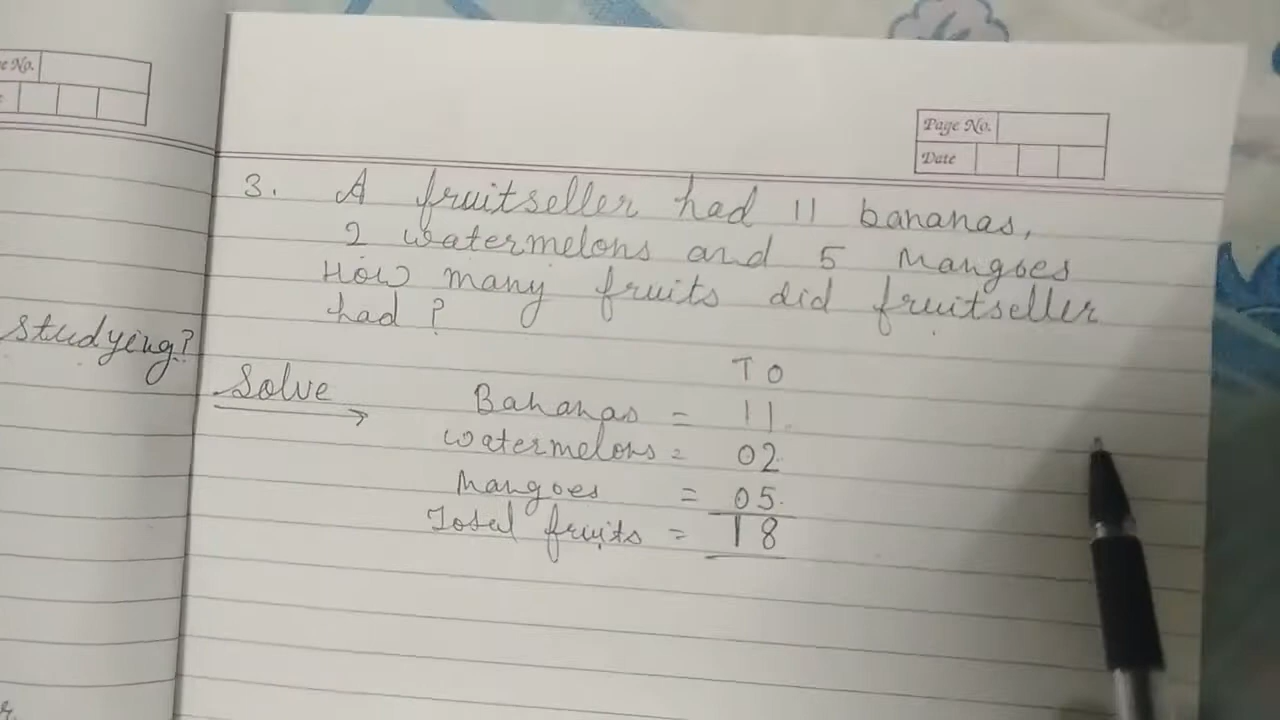 e No.
Page No.
Date
3. A fruitseller had 11 bananas,
2 watermelons and 5 Mangoes
How many fruits did fruitseller
had ?
studying?
Solve
T O
Bananas = 11
Watermelons = 02
Mangoes = 05
Total fruits = 18